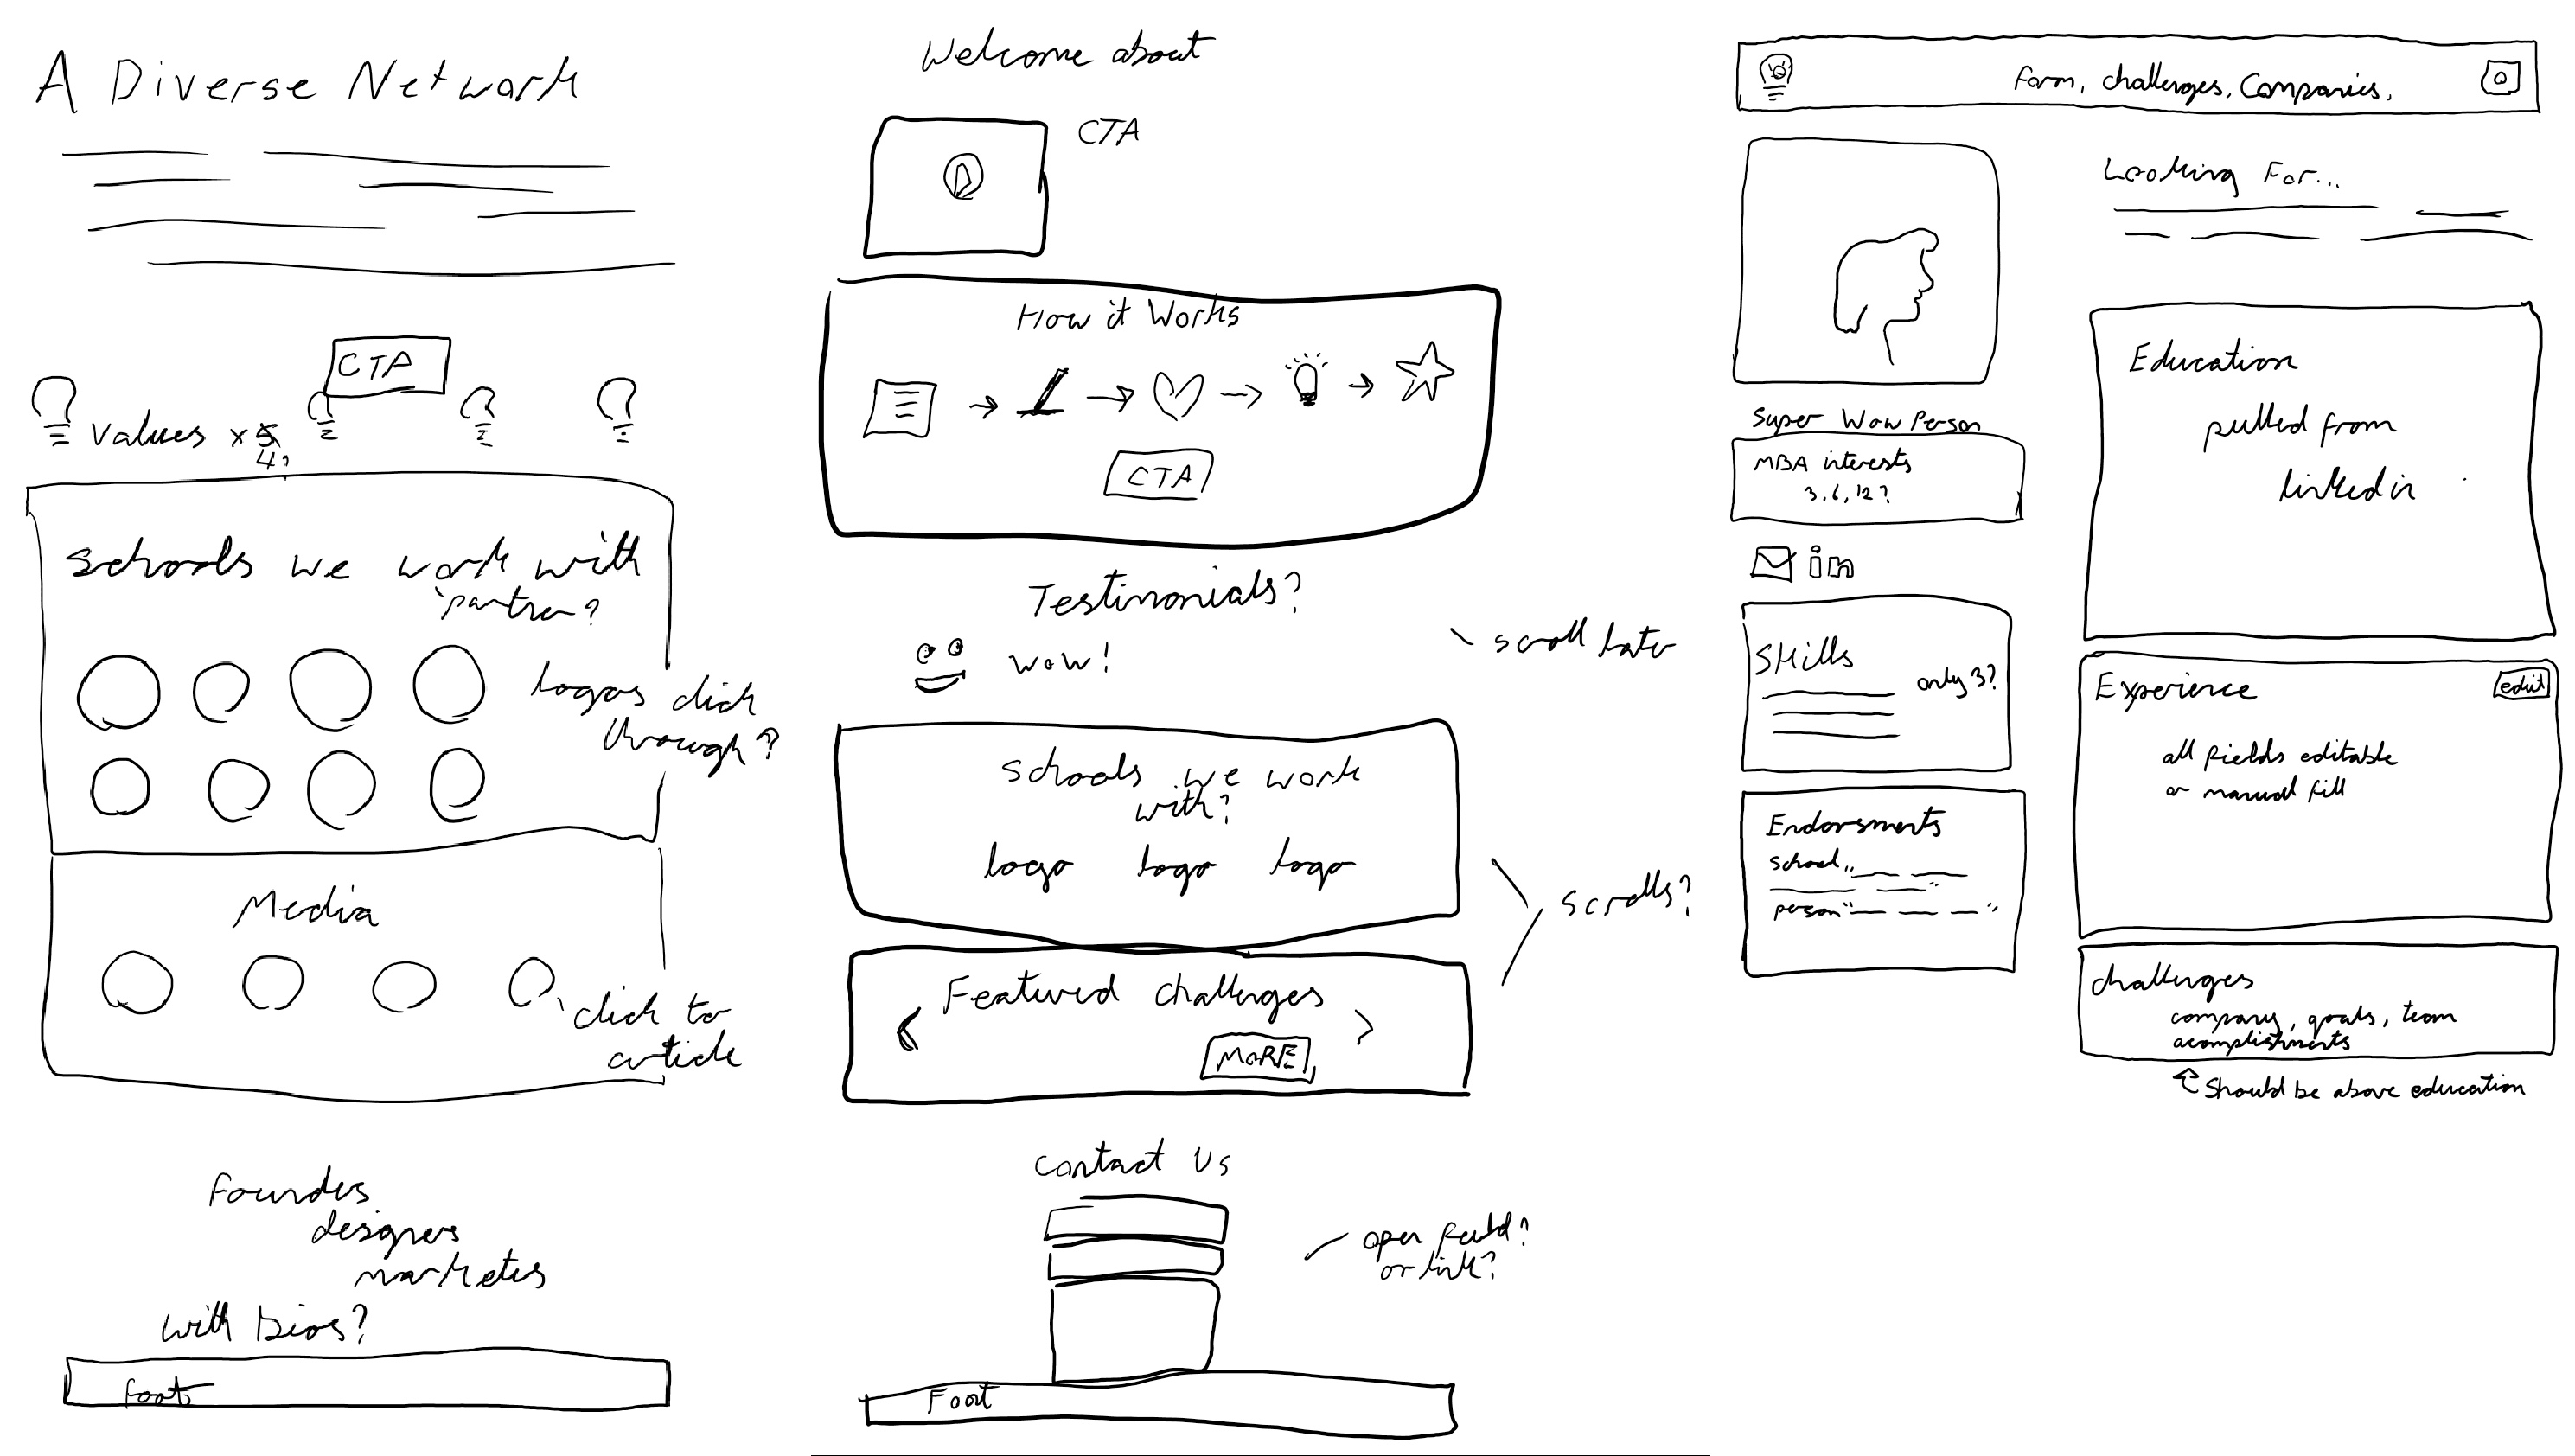 A Diverse Network
CTA
values x 5
4?
schools we work with
'partner?
logos click
through?
Media
click to
article
founders
designers
marketers
with bios?
foot
Welcome about
CTA
How it Works
CTA
Testimonials?
wow!
scroll later
schools we work
with?
logo logo logo
scrolls?
Featured challenges
MORE
contact Us
open field?
or link?
Foot
form, challenges, Companies,
Looking For...
Super Wow Person
MBA interests
3, 6, 12?
in
Skills
only 3?
Endorsments
school
person
Education
pulled from
linkedin
Experience
edit
all fields editable
or manual fill
challenges
company, goals, team
acomplishments
should be above education